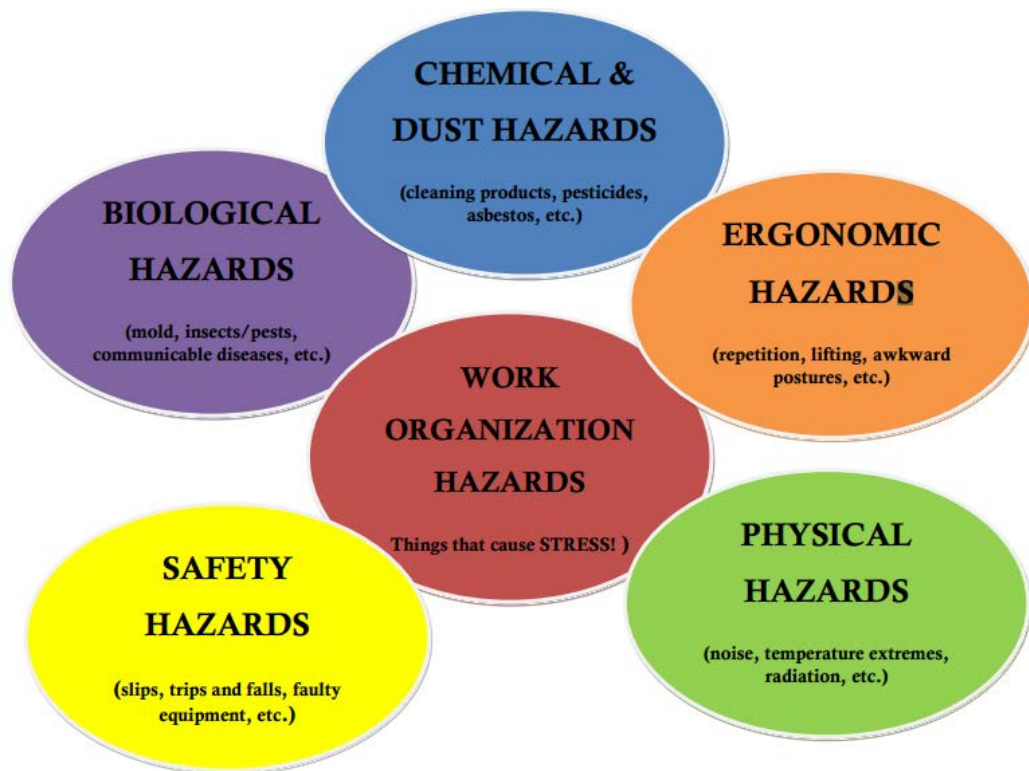 CHEMICAL &
DUST HAZARDS
(cleaning products, pesticides,
asbestos, etc.)
BIOLOGICAL
HAZARDS
(mold, insects/pests,
communicable diseases, etc.)
ERGONOMIC
HAZARDS
(repetition, lifting, awkward
postures, etc.)
WORK
ORGANIZATION
HAZARDS
Things that cause STRESS! )
SAFETY
HAZARDS
(slips, trips and falls, faulty
equipment, etc.)
PHYSICAL
HAZARDS
(noise, temperature extremes,
radiation, etc.)